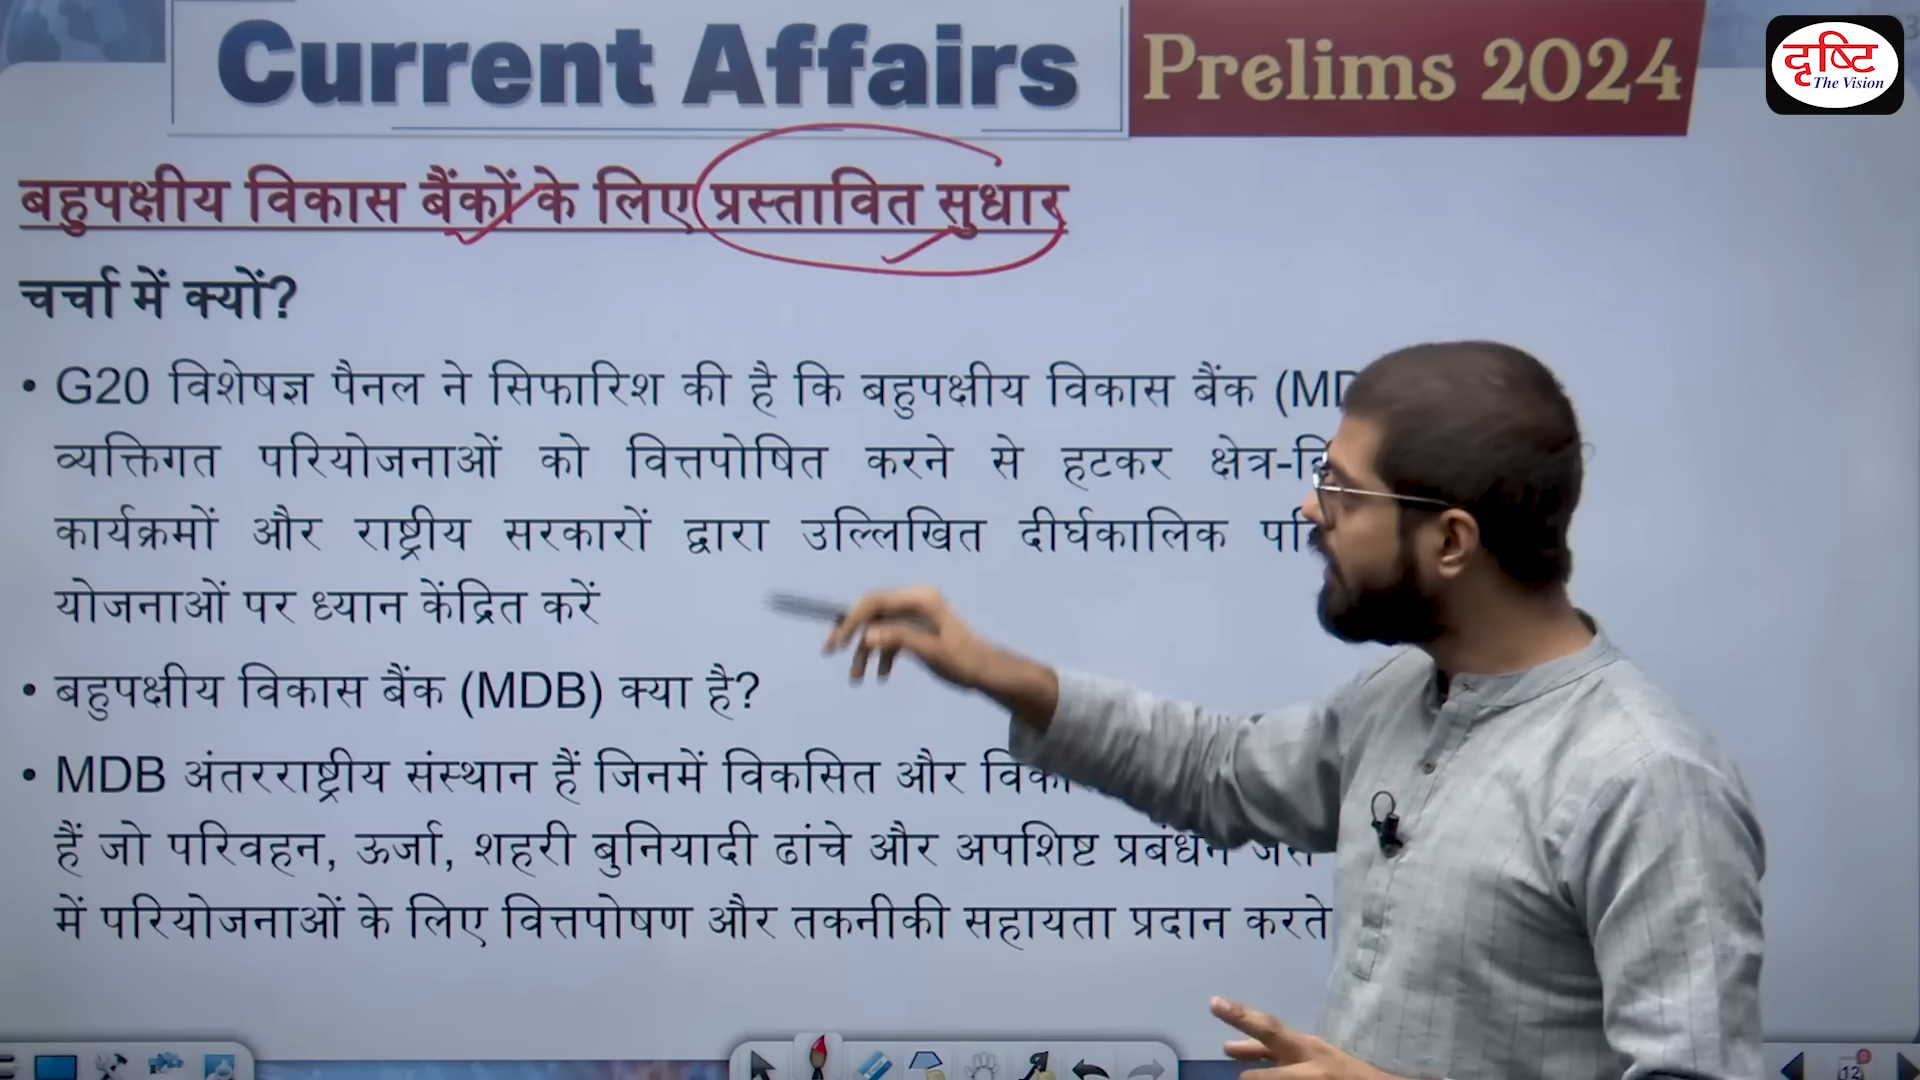 Current Affairs Prelims 2024
दृष्टि
The Vision
बहुपक्षीय विकास बैंकों के लिए प्रस्तावित सुधार
चर्चा में क्यों?
• G20 विशेषज्ञ पैनल ने सिफारिश की है कि बहुपक्षीय विकास बैंक
व्यक्तिगत परियोजनाओं को वित्तपोषित करने से हटकर
कार्यक्रमों और राष्ट्रीय सरकारों द्वारा उल्लिखित दीर्घकालिक
योजनाओं पर ध्यान केंद्रित करें
• बहुपक्षीय विकास बैंक (MDB) क्या है?
• MDB अंतरराष्ट्रीय संस्थान हैं जिनमें विकसित और
हैं जो परिवहन, ऊर्जा, शहरी बुनियादी ढांचे और अपशिष्ट प्रबंधन
में परियोजनाओं के लिए वित्तपोषण और तकनीकी सहायता प्रदान करते
12